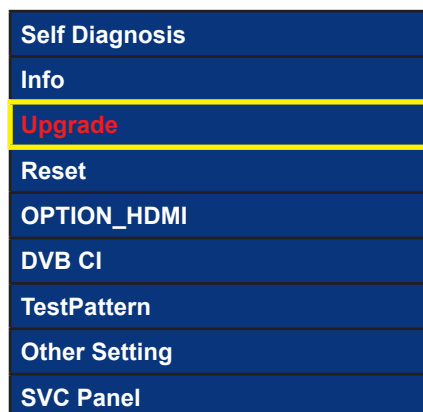 Self Diagnosis
Info
Upgrade
Reset
OPTION_HDMI
DVB CI
TestPattern
Other Setting
SVC Panel